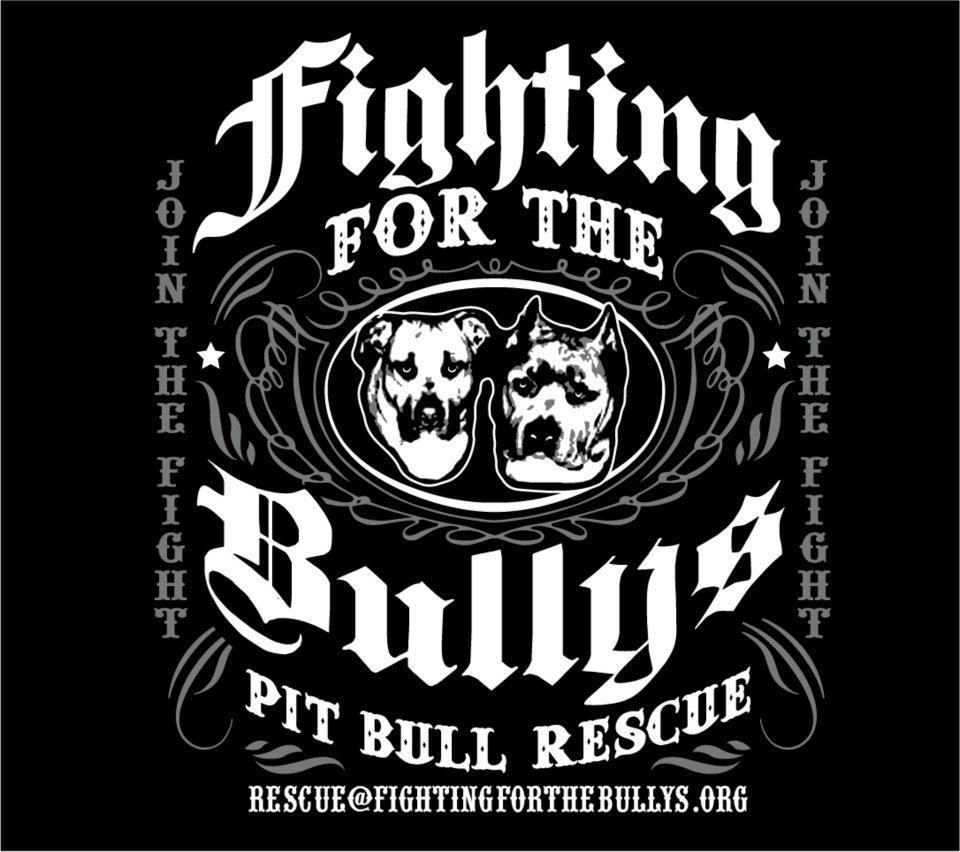 Fighting
FOR THE
JOIN THE FIGHT
JOIN THE FIGHT
Bullys
PIT BULL RESCUE
RESCUE@FIGHTINGFORTHEBULLYS.ORG